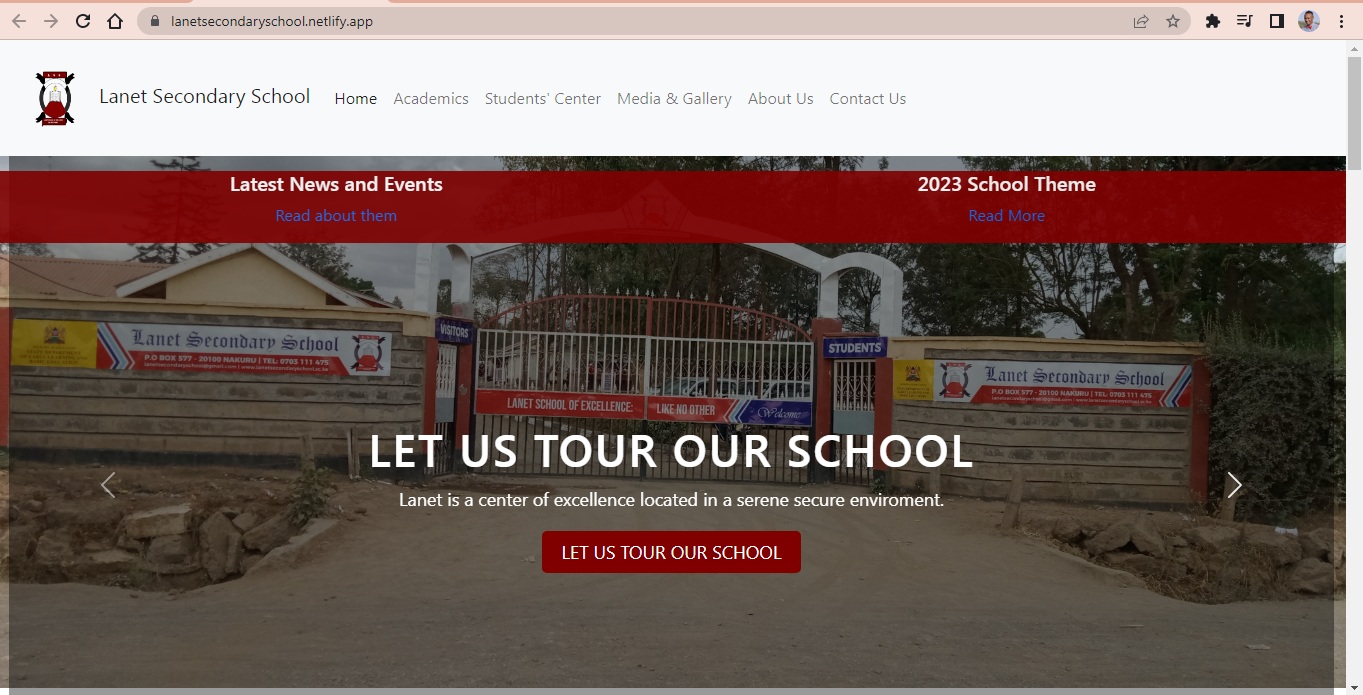 lanetsecondaryschool.netlify.app
Lanet Secondary School Home Academics Students' Center Media & Gallery About Us Contact Us
Latest News and Events
Read about them
2023 School Theme
Read More
Lanet Secondary School
P.O BOX 577 - 20100 NAKURU | TEL: 0703 111 475
VISITORS
STUDENTS
Lanet Secondary School
P.O BOX 577 - 20100 NAKURU | TEL: 0703 111 475
LANET SCHOOL OF EXCELLENCE:
LIKE NO OTHER
Welcome
LET US TOUR OUR SCHOOL
Lanet is a center of excellence located in a serene secure enviroment.
LET US TOUR OUR SCHOOL